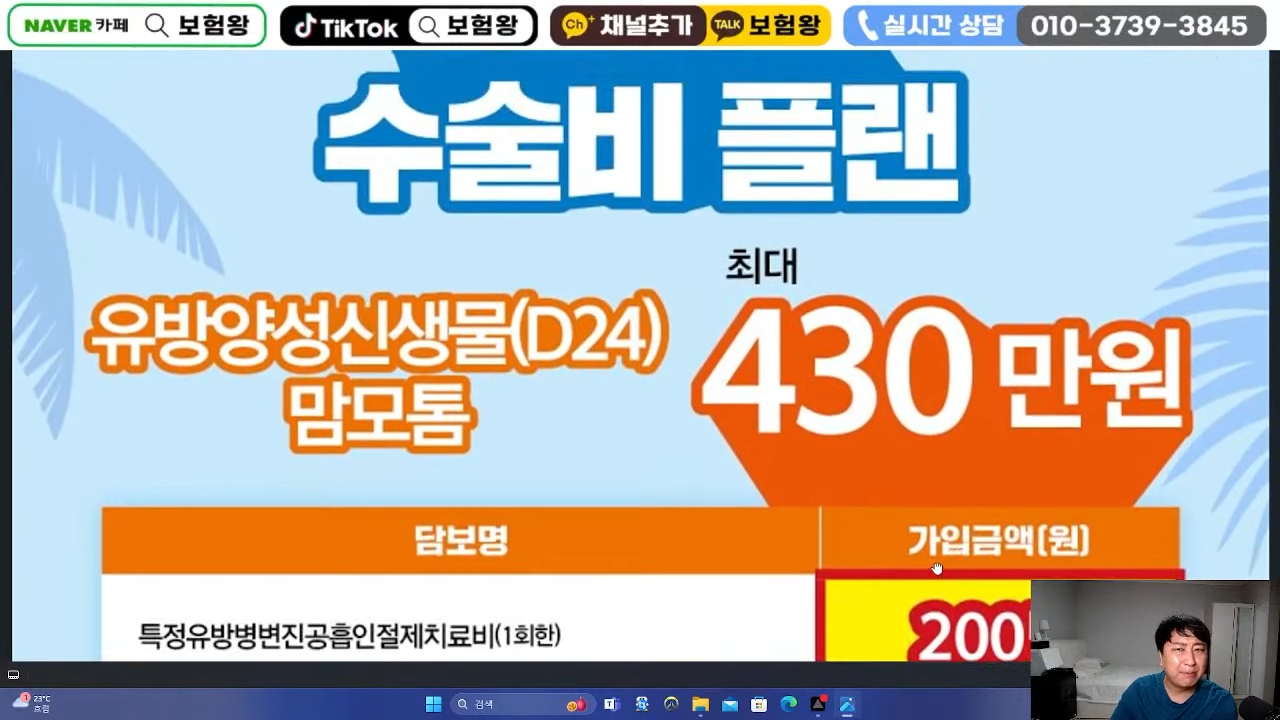 NAVER 카페 보험왕
TikTok 보험왕
Ch+ 채널추가 TALK 보험왕
실시간 상담 010-3739-3845
수술비 플랜
최대
유방양성신생물(D24)
맘모톰
430만원
담보명 가입금액(원)
특정유방병변진공흡인절제치료비(1회한) 200
23°C
검색